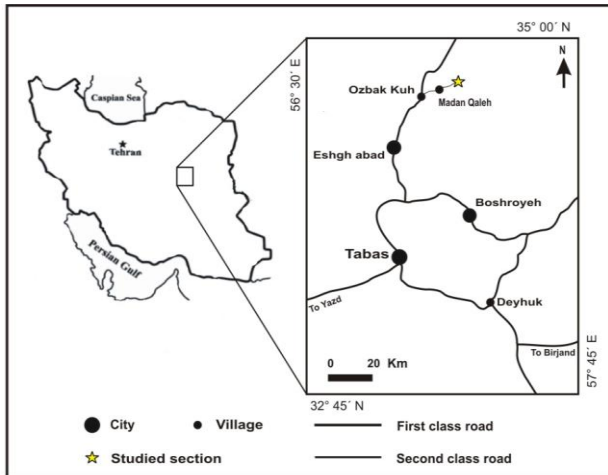 35° 00´ N
56° 30´ E
N
Caspian Sea
Tehran
Persian Gulf
Ozbak Kuh
Madan Qaleh
Eshgh abad
Boshroyeh
Tabas
To Yazd
Deyhuk
To Birjand
0 20 Km
32° 45´ N
57° 45´ E
City
Village
First class road
Studied section
Second class road